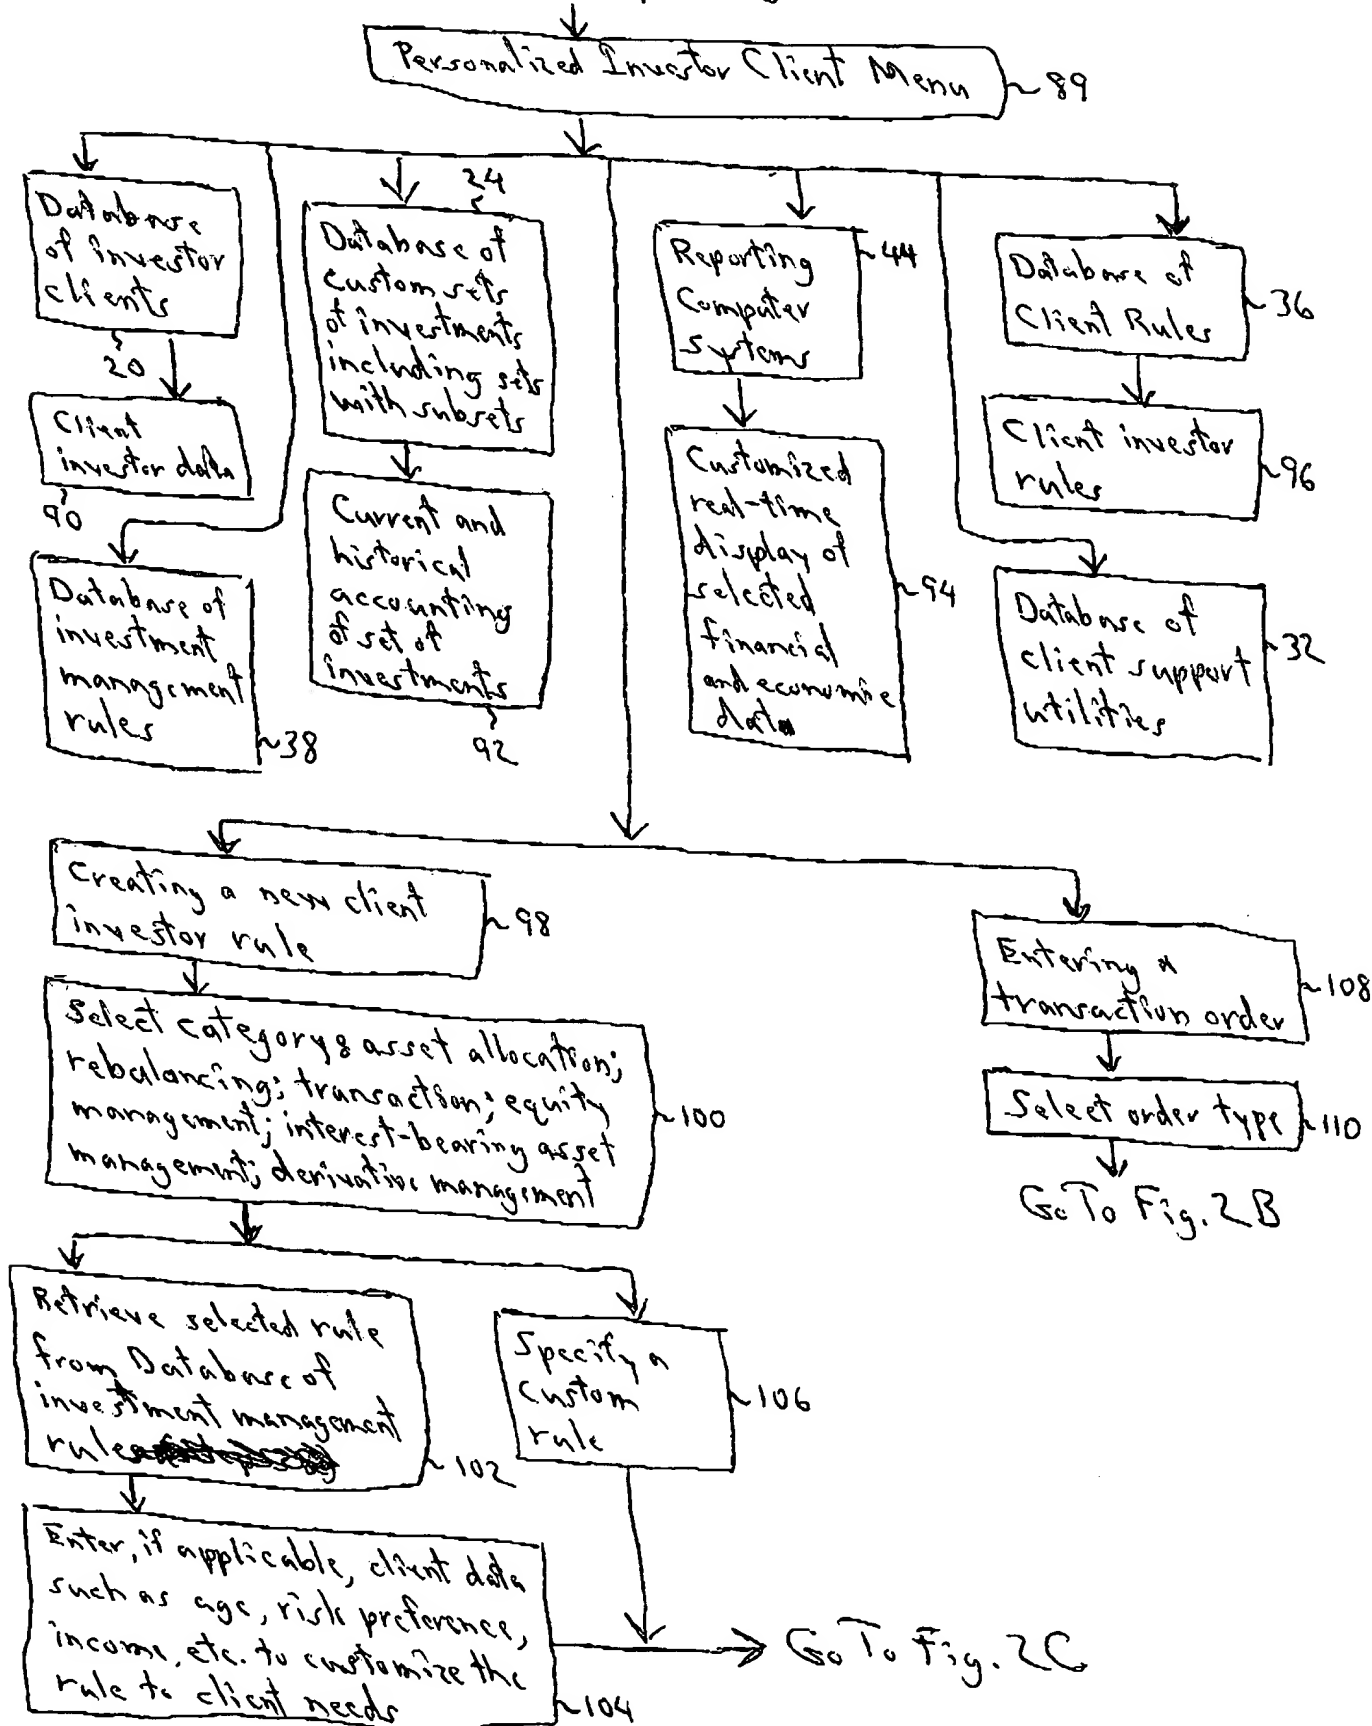 Personalized Investor Client Menu
89
Database
of investor
clients
20
Client
investor data
90
Database of
investment
management
rules
38
24
Database of
custom sets
of investments
including sets
with subsets
Current and
historical
accounting
of set of
investments
92
Reporting
Computer
Systems
44
Customized
real-time
display of
selected
financial
and economic
data
94
Database of
Client Rules
36
Client investor
rules
96
Database of
client support
utilities
32
Creating a new client
investor rule
98
Select category: asset allocation;
rebalancing; transaction; equity
management; interest-bearing asset
management; derivative management
100
Entering a
transaction order
108
Select order type
110
Go To Fig. 2B
Retrieve selected rule
from Database of
investment management
rules
102
Specify a
custom
rule
106
Enter, if applicable, client data
such as age, risk preference,
income, etc. to customize the
rule to client needs
104
Go To Fig. 2C